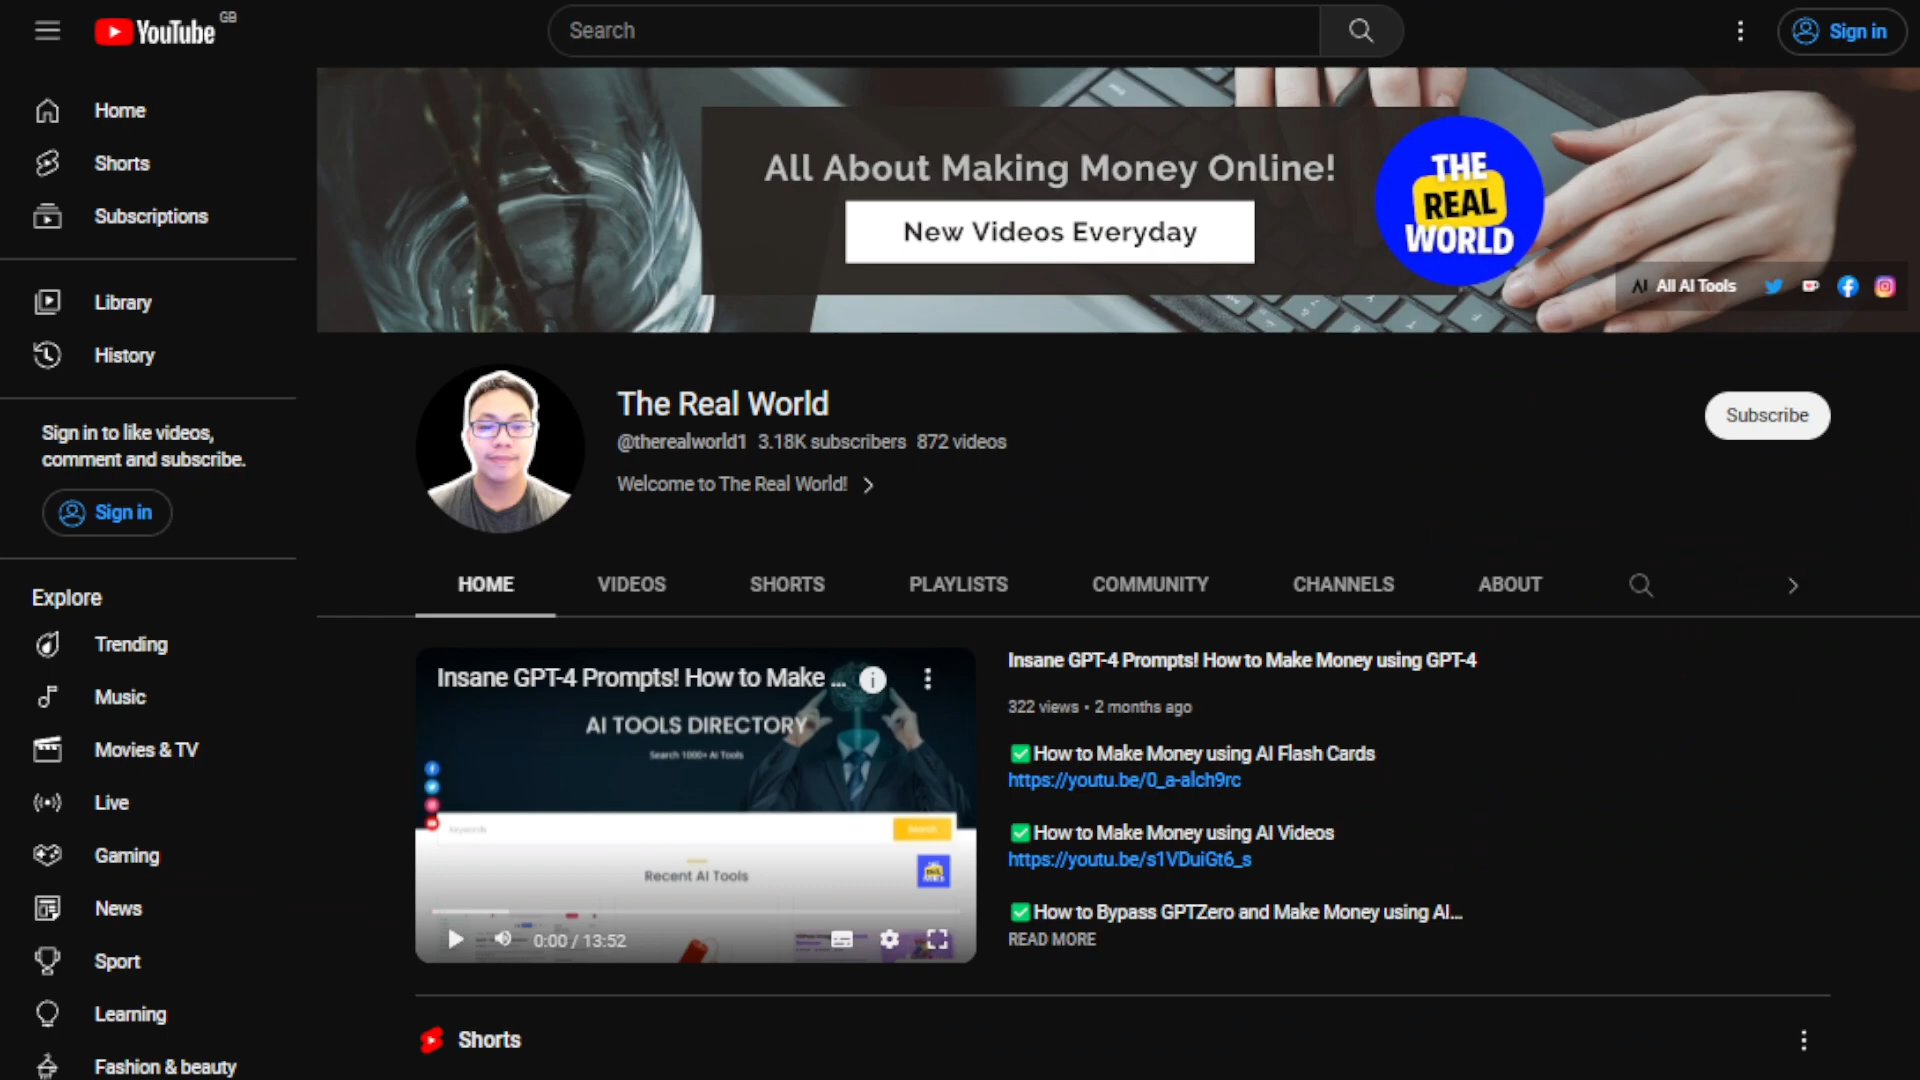 YouTube GB
Search
Sign in
Home
Shorts
Subscriptions
Library
History
Sign in to like videos,
comment and subscribe.
Sign in
Explore
Trending
Music
Movies & TV
Live
Gaming
News
Sport
Learning
Fashion & beauty
All About Making Money Online!
New Videos Everyday
THE
REAL
WORLD
AI All AI Tools
The Real World
@therealworld1 3.18K subscribers 872 videos
Welcome to The Real World!
Subscribe
HOME VIDEOS SHORTS PLAYLISTS COMMUNITY CHANNELS ABOUT
Insane GPT-4 Prompts! How to Make ...
AI TOOLS DIRECTORY
Search 1000+ AI Tools
Keywords
Search
Recent AI Tools
0:00 / 13:52
Insane GPT-4 Prompts! How to Make Money using GPT-4
322 views • 2 months ago
✅How to Make Money using AI Flash Cards
https://youtu.be/0_a-alch9rc
✅How to Make Money using AI Videos
https://youtu.be/s1VDuiGt6_s
✅How to Bypass GPTZero and Make Money using AI...
READ MORE
Shorts